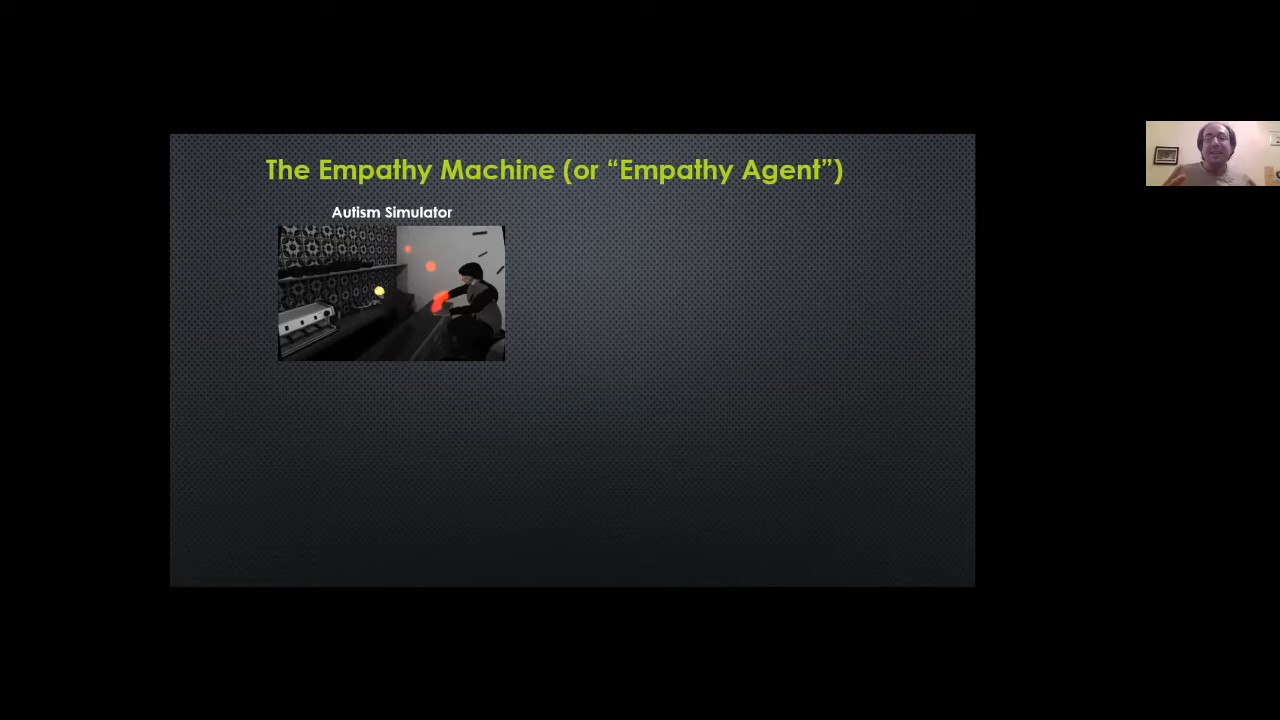 The Empathy Machine (or “Empathy Agent”)
Autism Simulator